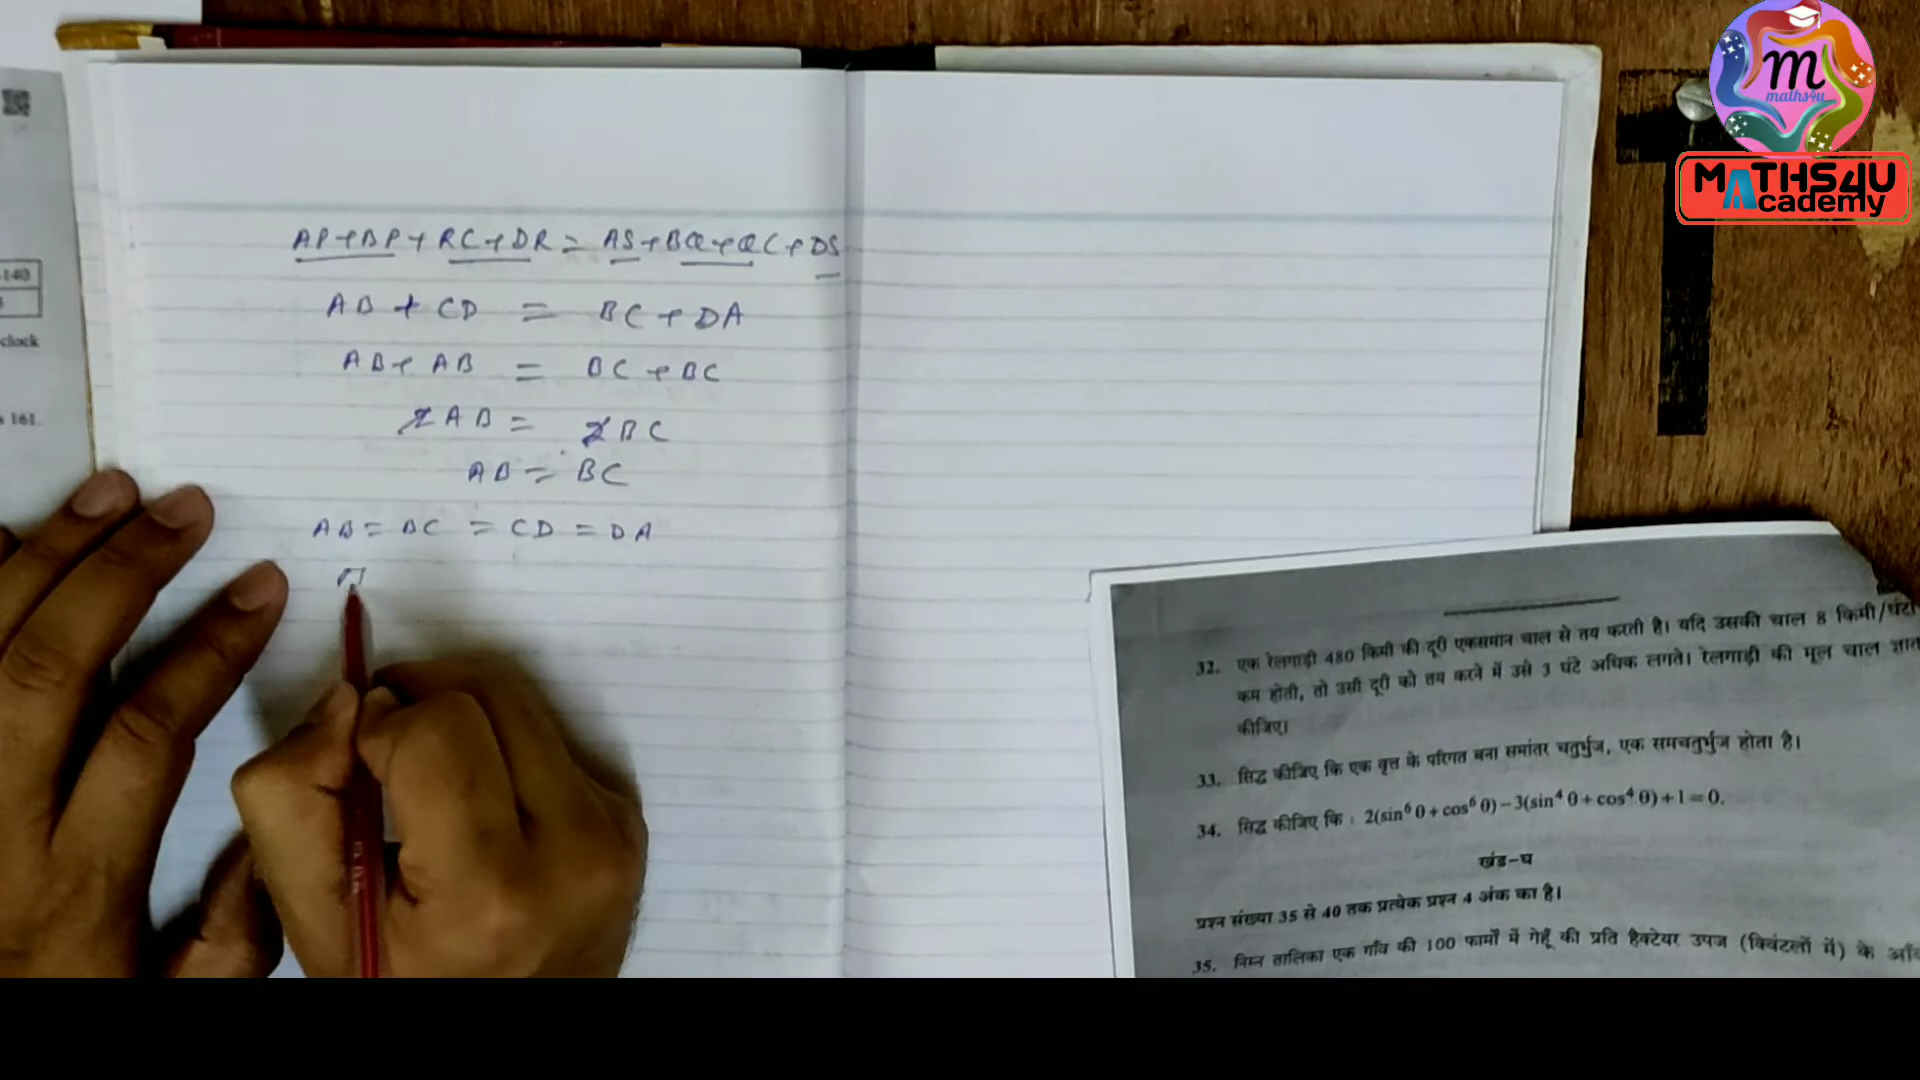 m
maths4u
MATHS4U
Academy
140
clock
161.
AP+BP+RC+DR = AS+BQ+QC+DS
AB + CD = BC + DA
AB + AB = BC + BC
2AB = 2BC
AB = BC
AB = BC = CD = DA
32. एक रेलगाड़ी 480 किमी की दूरी एकसमान चाल से तय करती है। यदि उसकी चाल 8 किमी/घंटा
कम होती, तो उसी दूरी को तय करने में उसे 3 घंटे अधिक लगते। रेलगाड़ी की मूल चाल ज्ञात
कीजिए।
33. सिद्ध कीजिए कि एक वृत्त के परिगत बना समांतर चतुर्भुज, एक समचतुर्भुज होता है।
34. सिद्ध कीजिए कि : 2(sin⁶ θ + cos⁶ θ) – 3(sin⁴ θ + cos⁴ θ) + 1 = 0.
खंड-घ
प्रश्न संख्या 35 से 40 तक प्रत्येक प्रश्न 4 अंक का है।
35. निम्न तालिका एक गाँव की 100 फार्मों में गेहूँ की प्रति हैक्टेयर उपज (क्विंटलों में) के